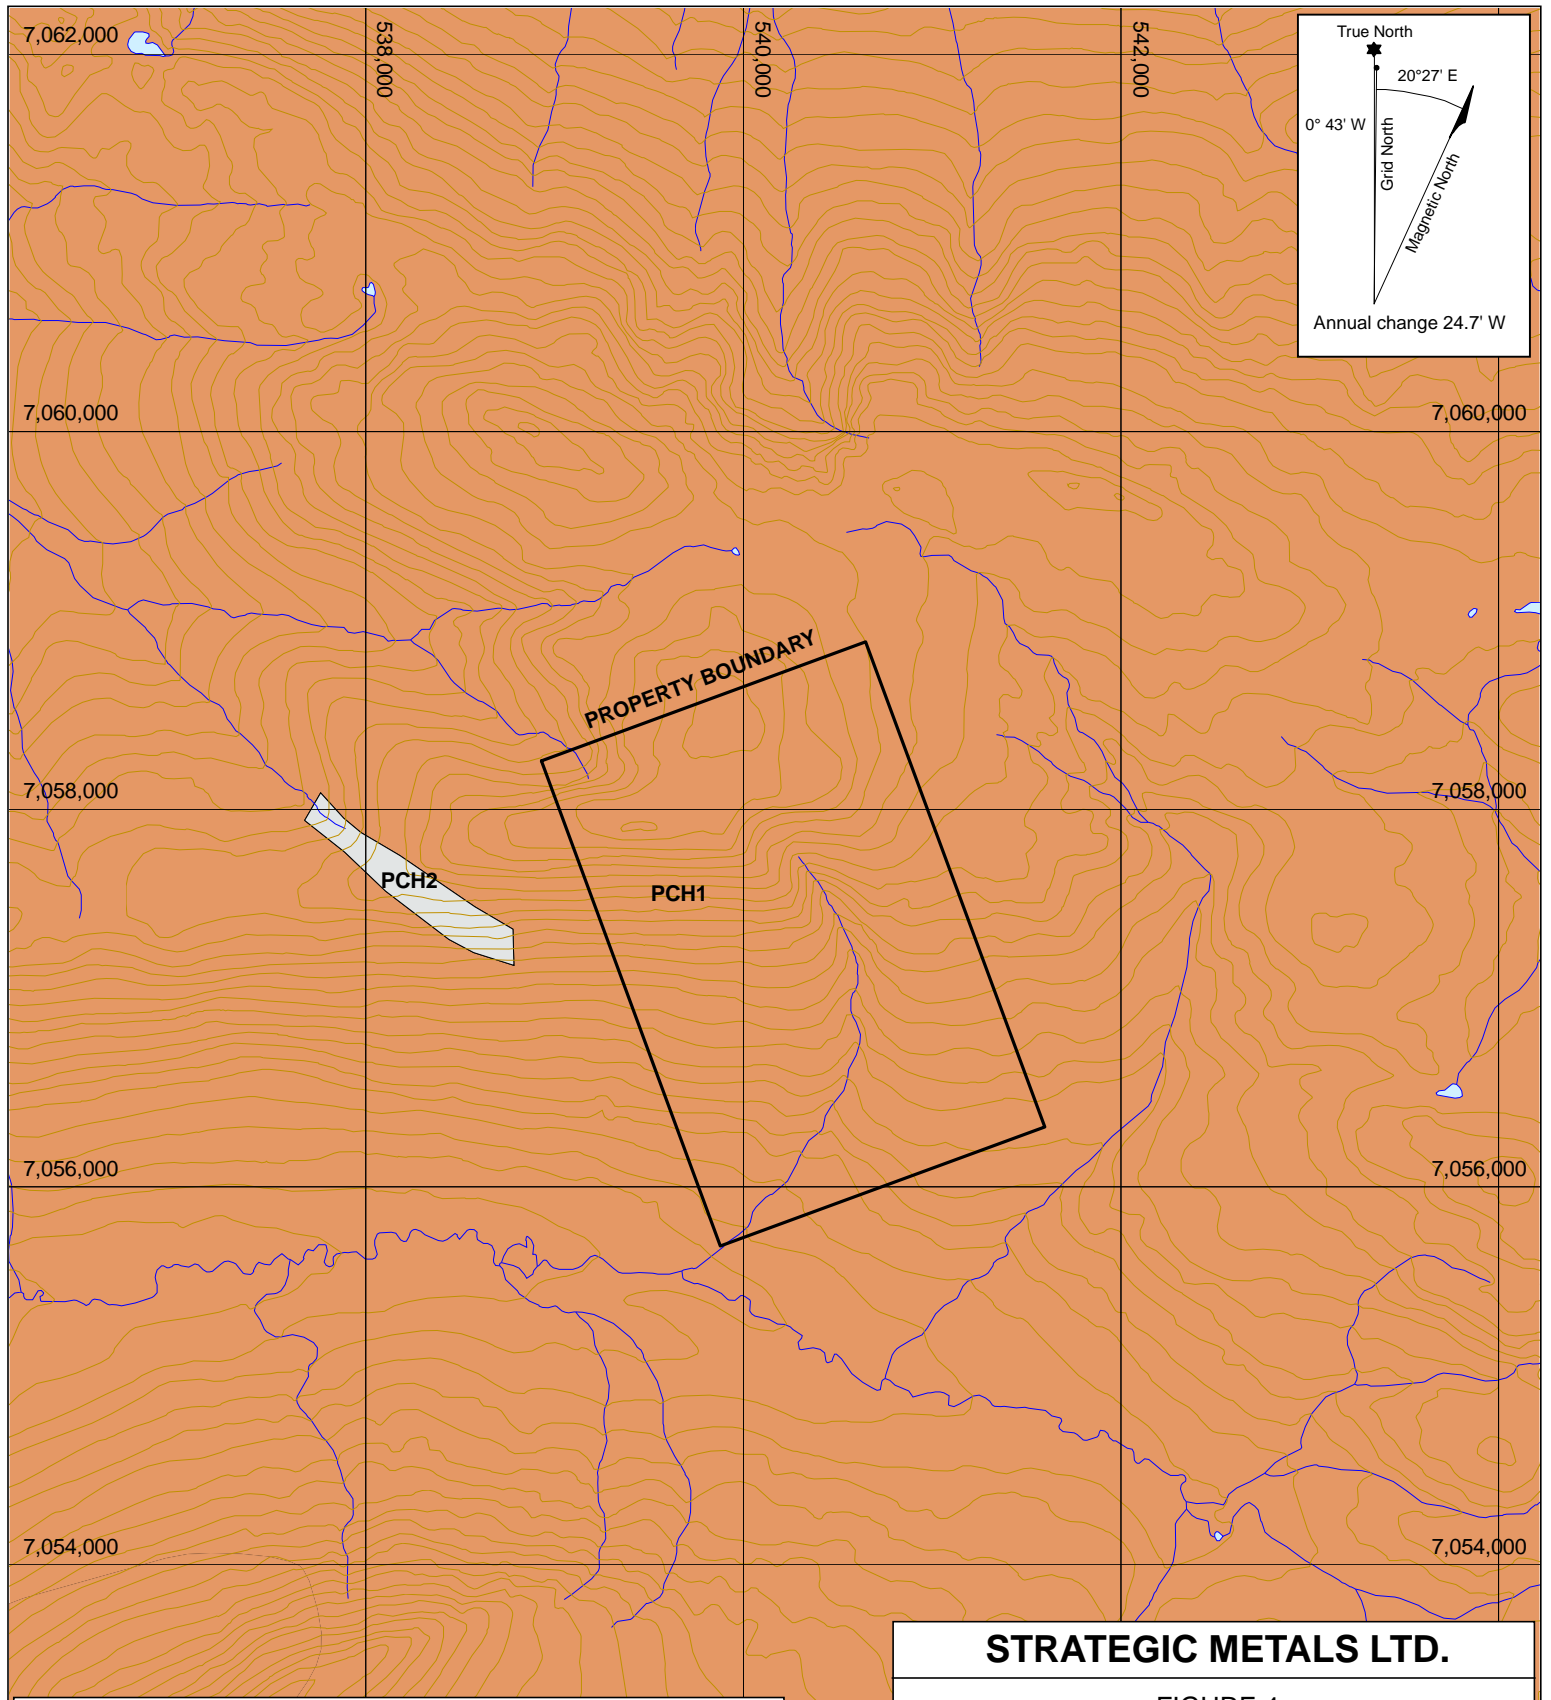 7,062,000
538,000
540,000
542,000
True North
20°27' E
0° 43' W
Grid North
Magnetic North
Annual change 24.7' W
7,060,000
7,060,000
PROPERTY BOUNDARY
7,058,000
7,058,000
PCH2
PCH1
7,056,000
7,056,000
7,054,000
7,054,000
STRATEGIC METALS LTD.